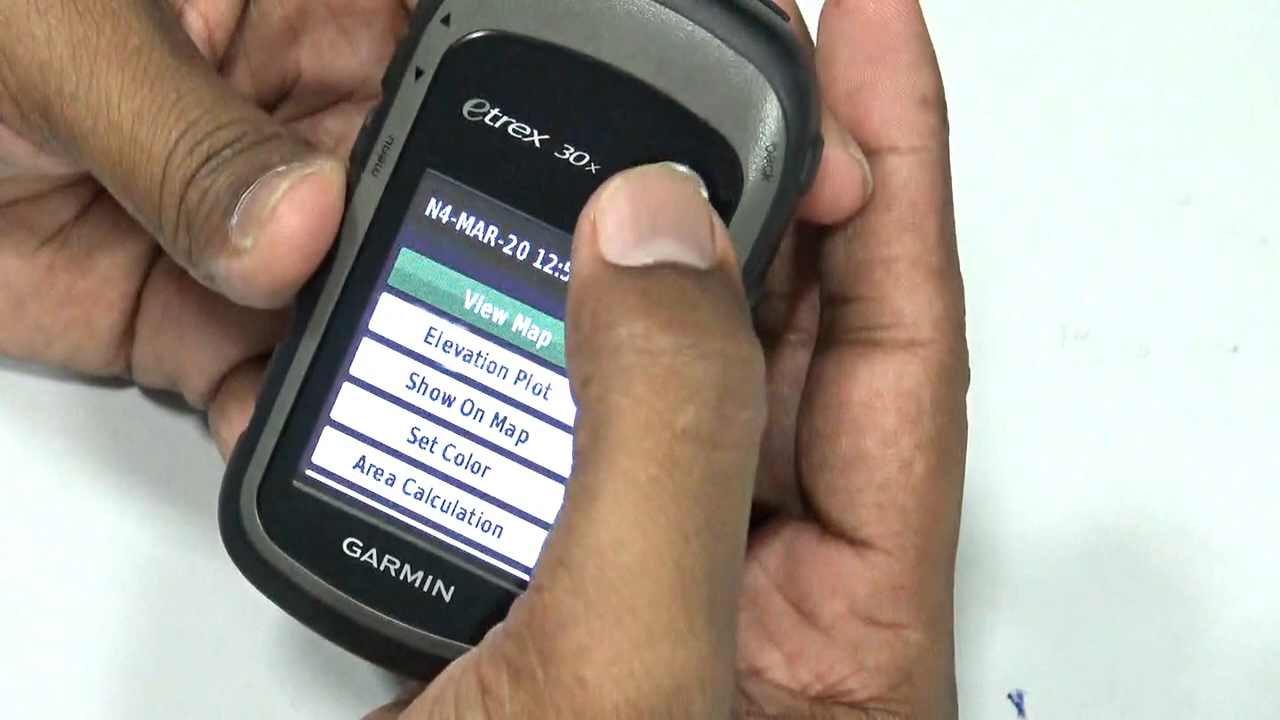 etrex 30x
menu
back
N4-MAR-20 12:5
View Map
Elevation Plot
Show On Map
Set Color
Area Calculation
GARMIN